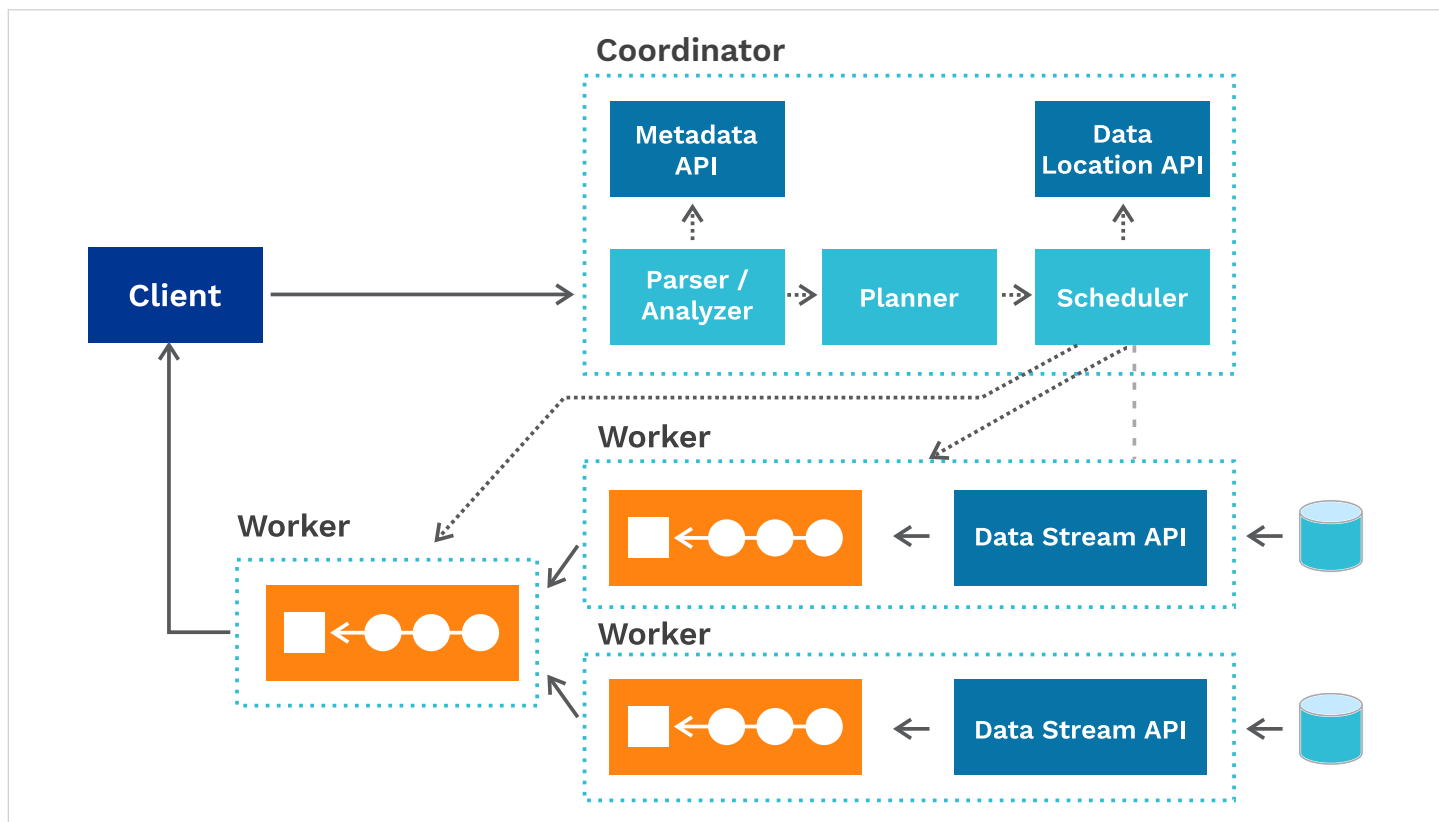 Coordinator
Metadata
API
Data
Location API
Client
Parser /
Analyzer
Planner
Scheduler
Worker
Data Stream API
Worker
Worker
Data Stream API